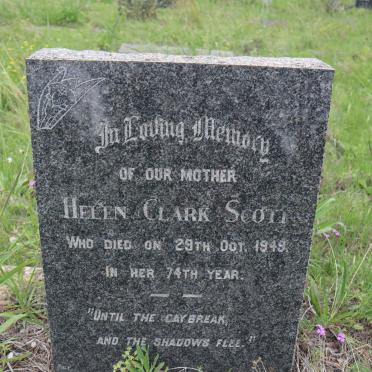 In Loving Memory
OF OUR MOTHER
HELEN CLARK SCOTT
WHO DIED ON 29TH OCT. 1949.
IN HER 74TH YEAR.
"UNTIL THE DAYBREAK,
AND THE SHADOWS FLEE."